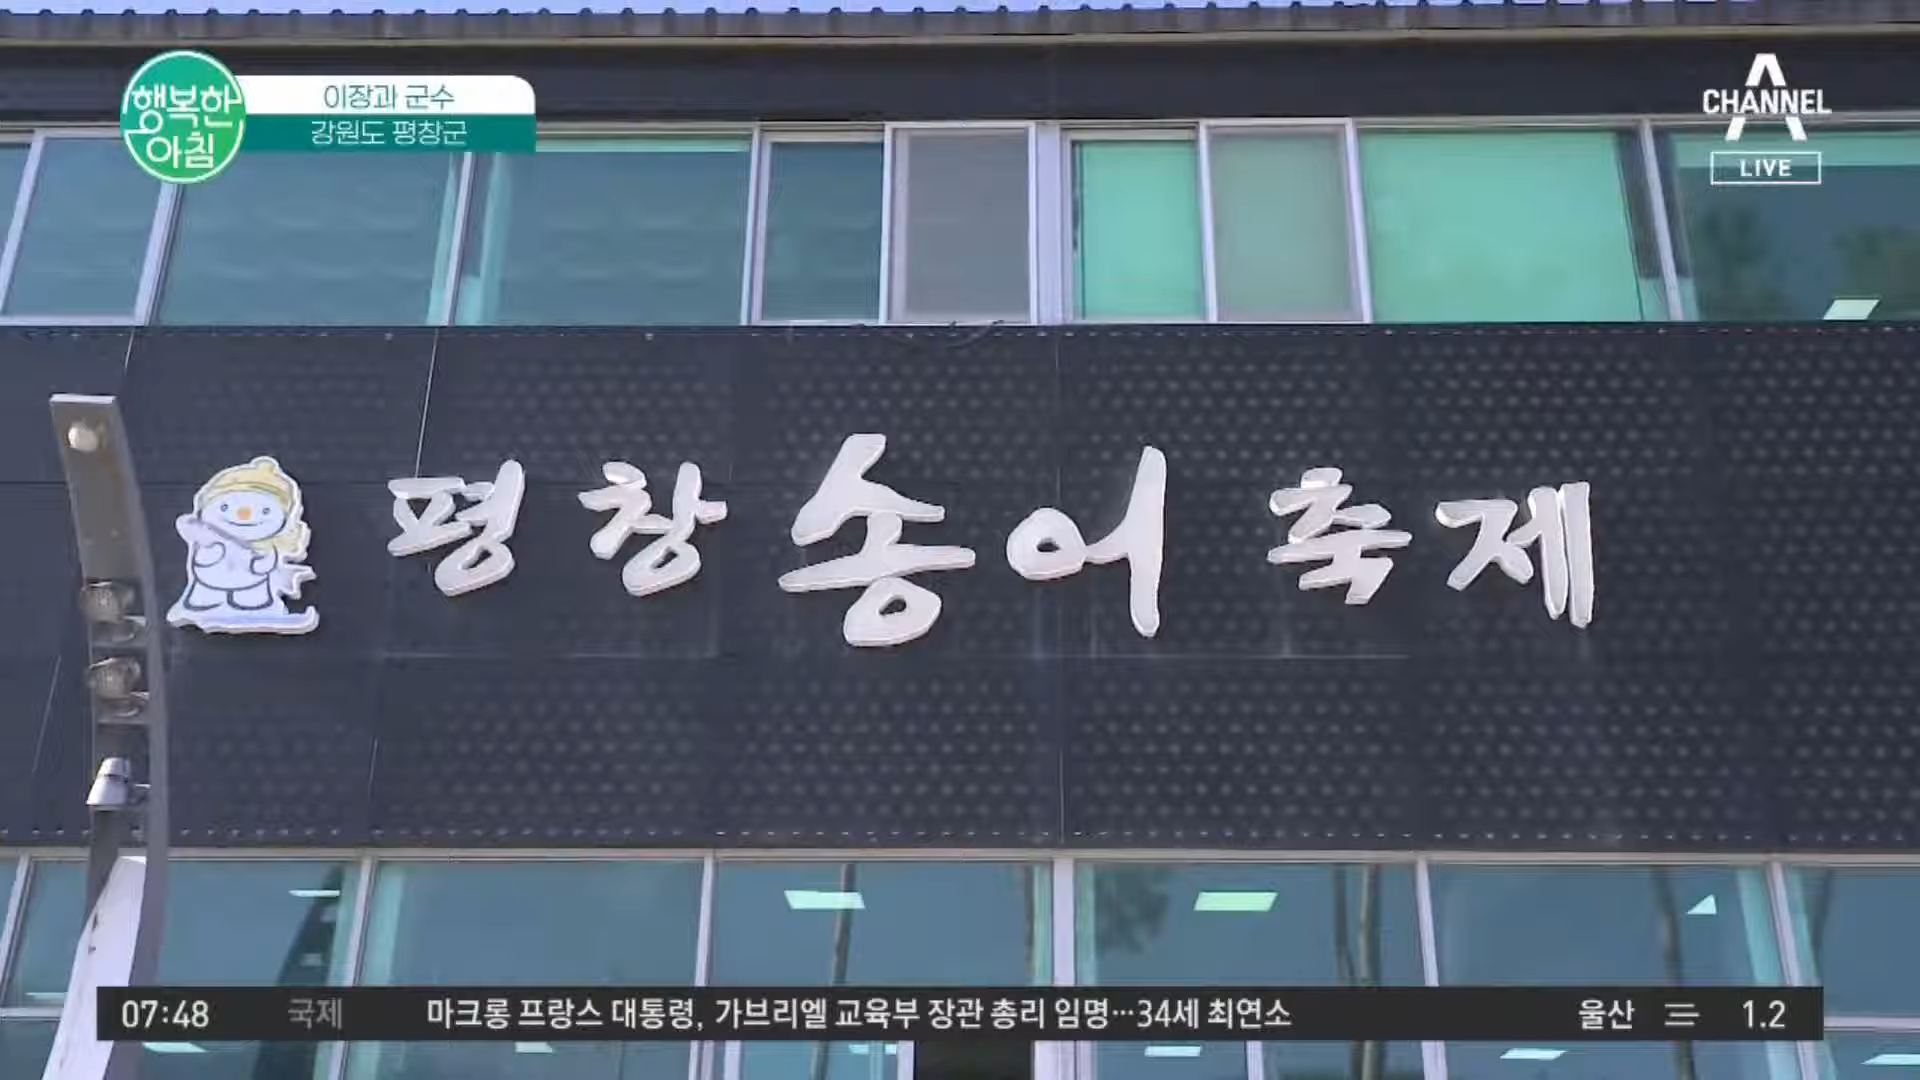 행복한
아침
이장과 군수
강원도 평창군
CHANNEL A
LIVE
평창 송어 축제
07:48 국제 마크롱 프랑스 대통령, 가브리엘 교육부 장관 총리 임명…34세 최연소 울산 1.2